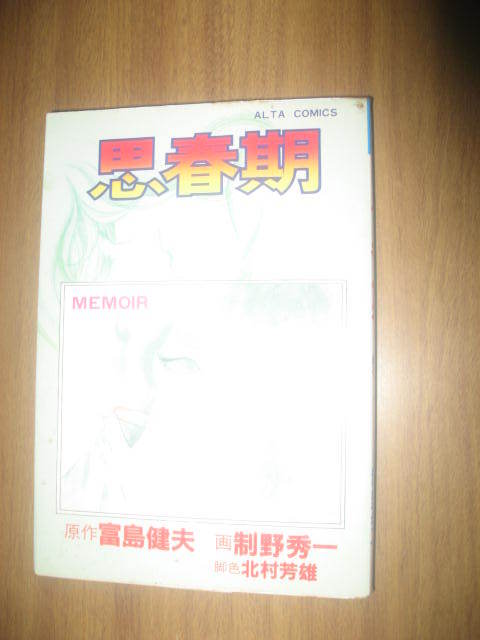 ALTA COMICS
思春期
MEMOIR
原作 富島健夫 画 制野秀一
脚色 北村芳雄